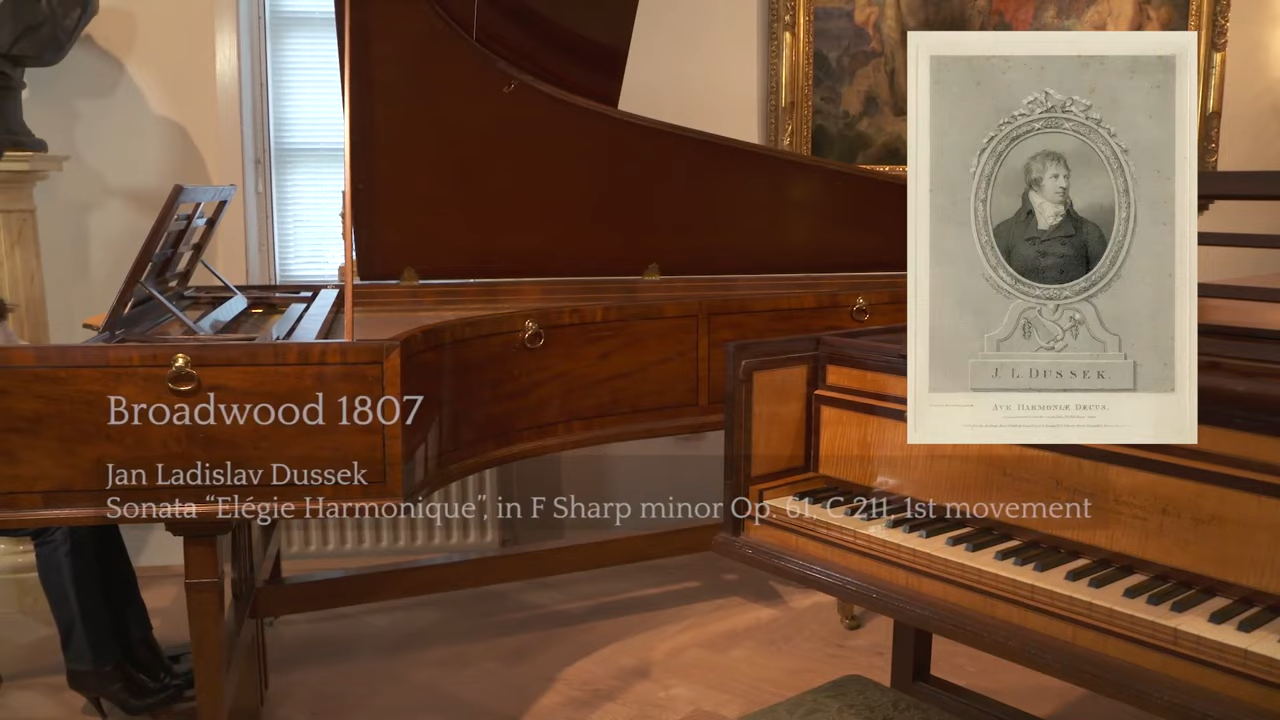 Broadwood 1807
Jan Ladislav Dussek
Sonata “Elégie Harmonique”, in F Sharp minor Op. 61, C 211, 1st movement
J. L. DUSSEK.
AVE HARMONIÆ DECUS.